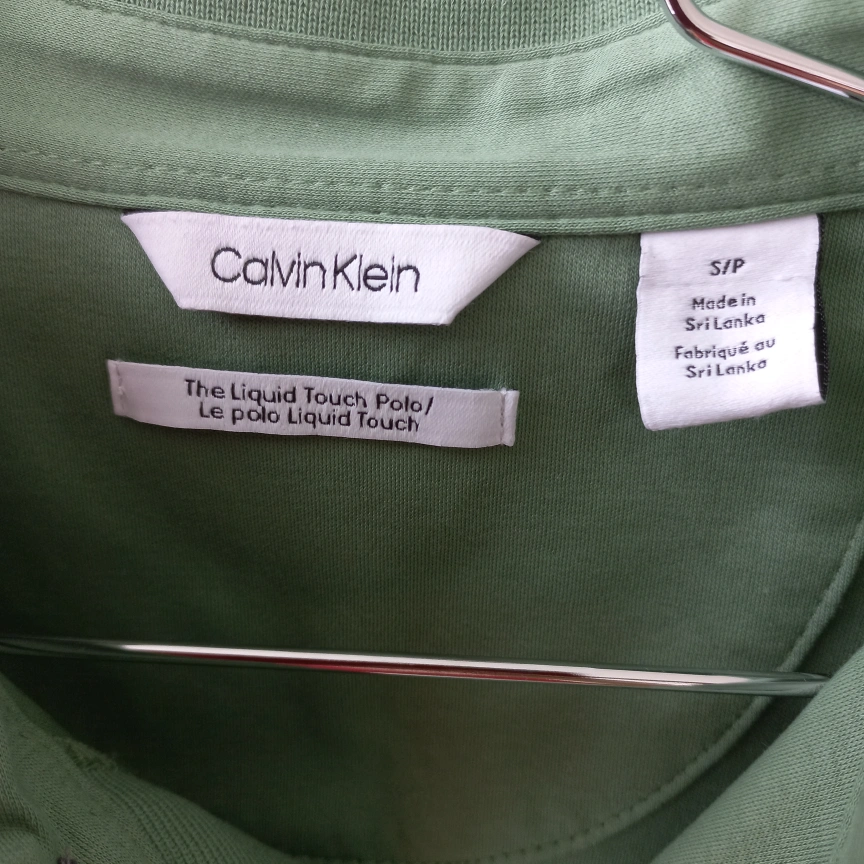 Calvin Klein
The Liquid Touch Polo/
Le polo Liquid Touch
S/P
Made in
Sri Lanka
Fabriqué au
Sri Lanka